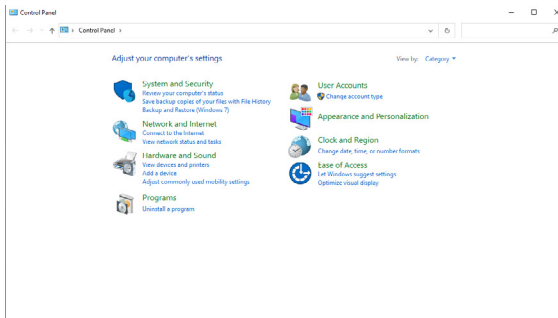 Control Panel
Control Panel
Adjust your computer's settings
View by: Category
System and Security
Review your computer's status
Save backup copies of your files with File History
Backup and Restore (Windows 7)
Network and Internet
Connect to the Internet
View network status and tasks
Hardware and Sound
View devices and printers
Add a device
Adjust commonly used mobility settings
Programs
Uninstall a program
User Accounts
Change account type
Appearance and Personalization
Clock and Region
Change date, time, or number formats
Ease of Access
Let Windows suggest settings
Optimize visual display